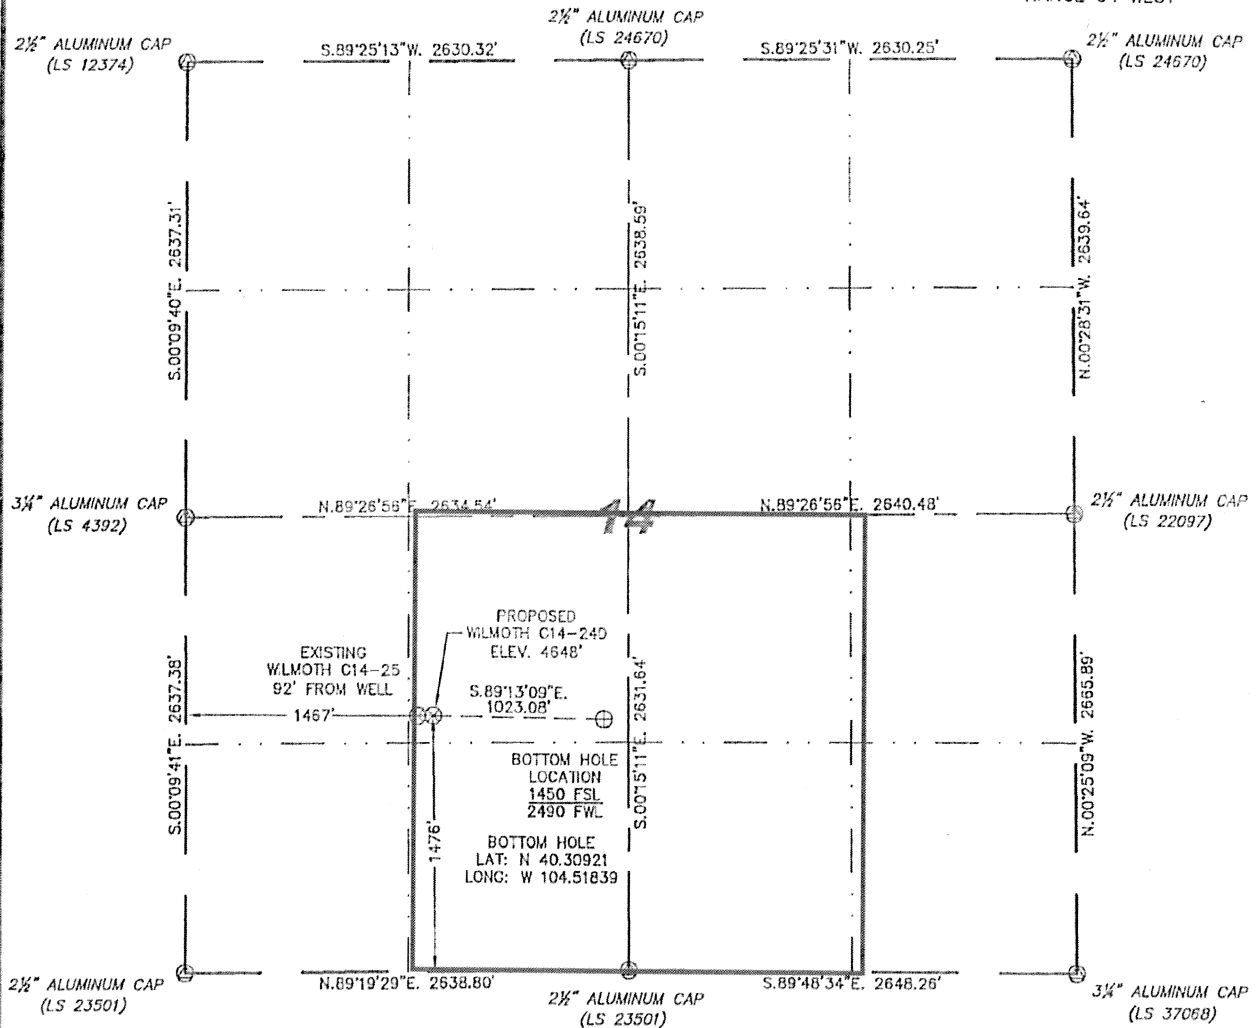 2½" ALUMINUM CAP
(LS 12374)
S.89°25'13"W. 2630.32'
2½" ALUMINUM CAP
(LS 24670)
S.89°25'31"W. 2630.25'
2½" ALUMINUM CAP
(LS 24670)
S.00°09'40"E. 2637.31'
S.00°15'11"E. 2638.59'
N.00°28'31"W. 2639.64'
3¼" ALUMINUM CAP
(LS 4392)
N.89°26'56"E. 2634.54'
14
N.89°26'56"E. 2640.48'
2½" ALUMINUM CAP
(LS 22097)
PROPOSED
WILMOTH C14-24D
ELEV. 4648'
EXISTING
WILMOTH C14-25
92' FROM WELL
1467'
S.89°13'09"E.
1023.08'
S.00°09'41"E. 2637.38'
1476'
S.00°15'11"E. 2631.64'
N.00°25'09"W. 2665.89'
BOTTOM HOLE
LOCATION
1450 FSL
2490 FWL
BOTTOM HOLE
LAT: N 40.30921
LONG: W 104.51839
2½" ALUMINUM CAP
(LS 23501)
N.89°19'29"E. 2638.80'
2½" ALUMINUM CAP
(LS 23501)
S.89°48'34"E. 2648.26'
3¼" ALUMINUM CAP
(LS 37068)